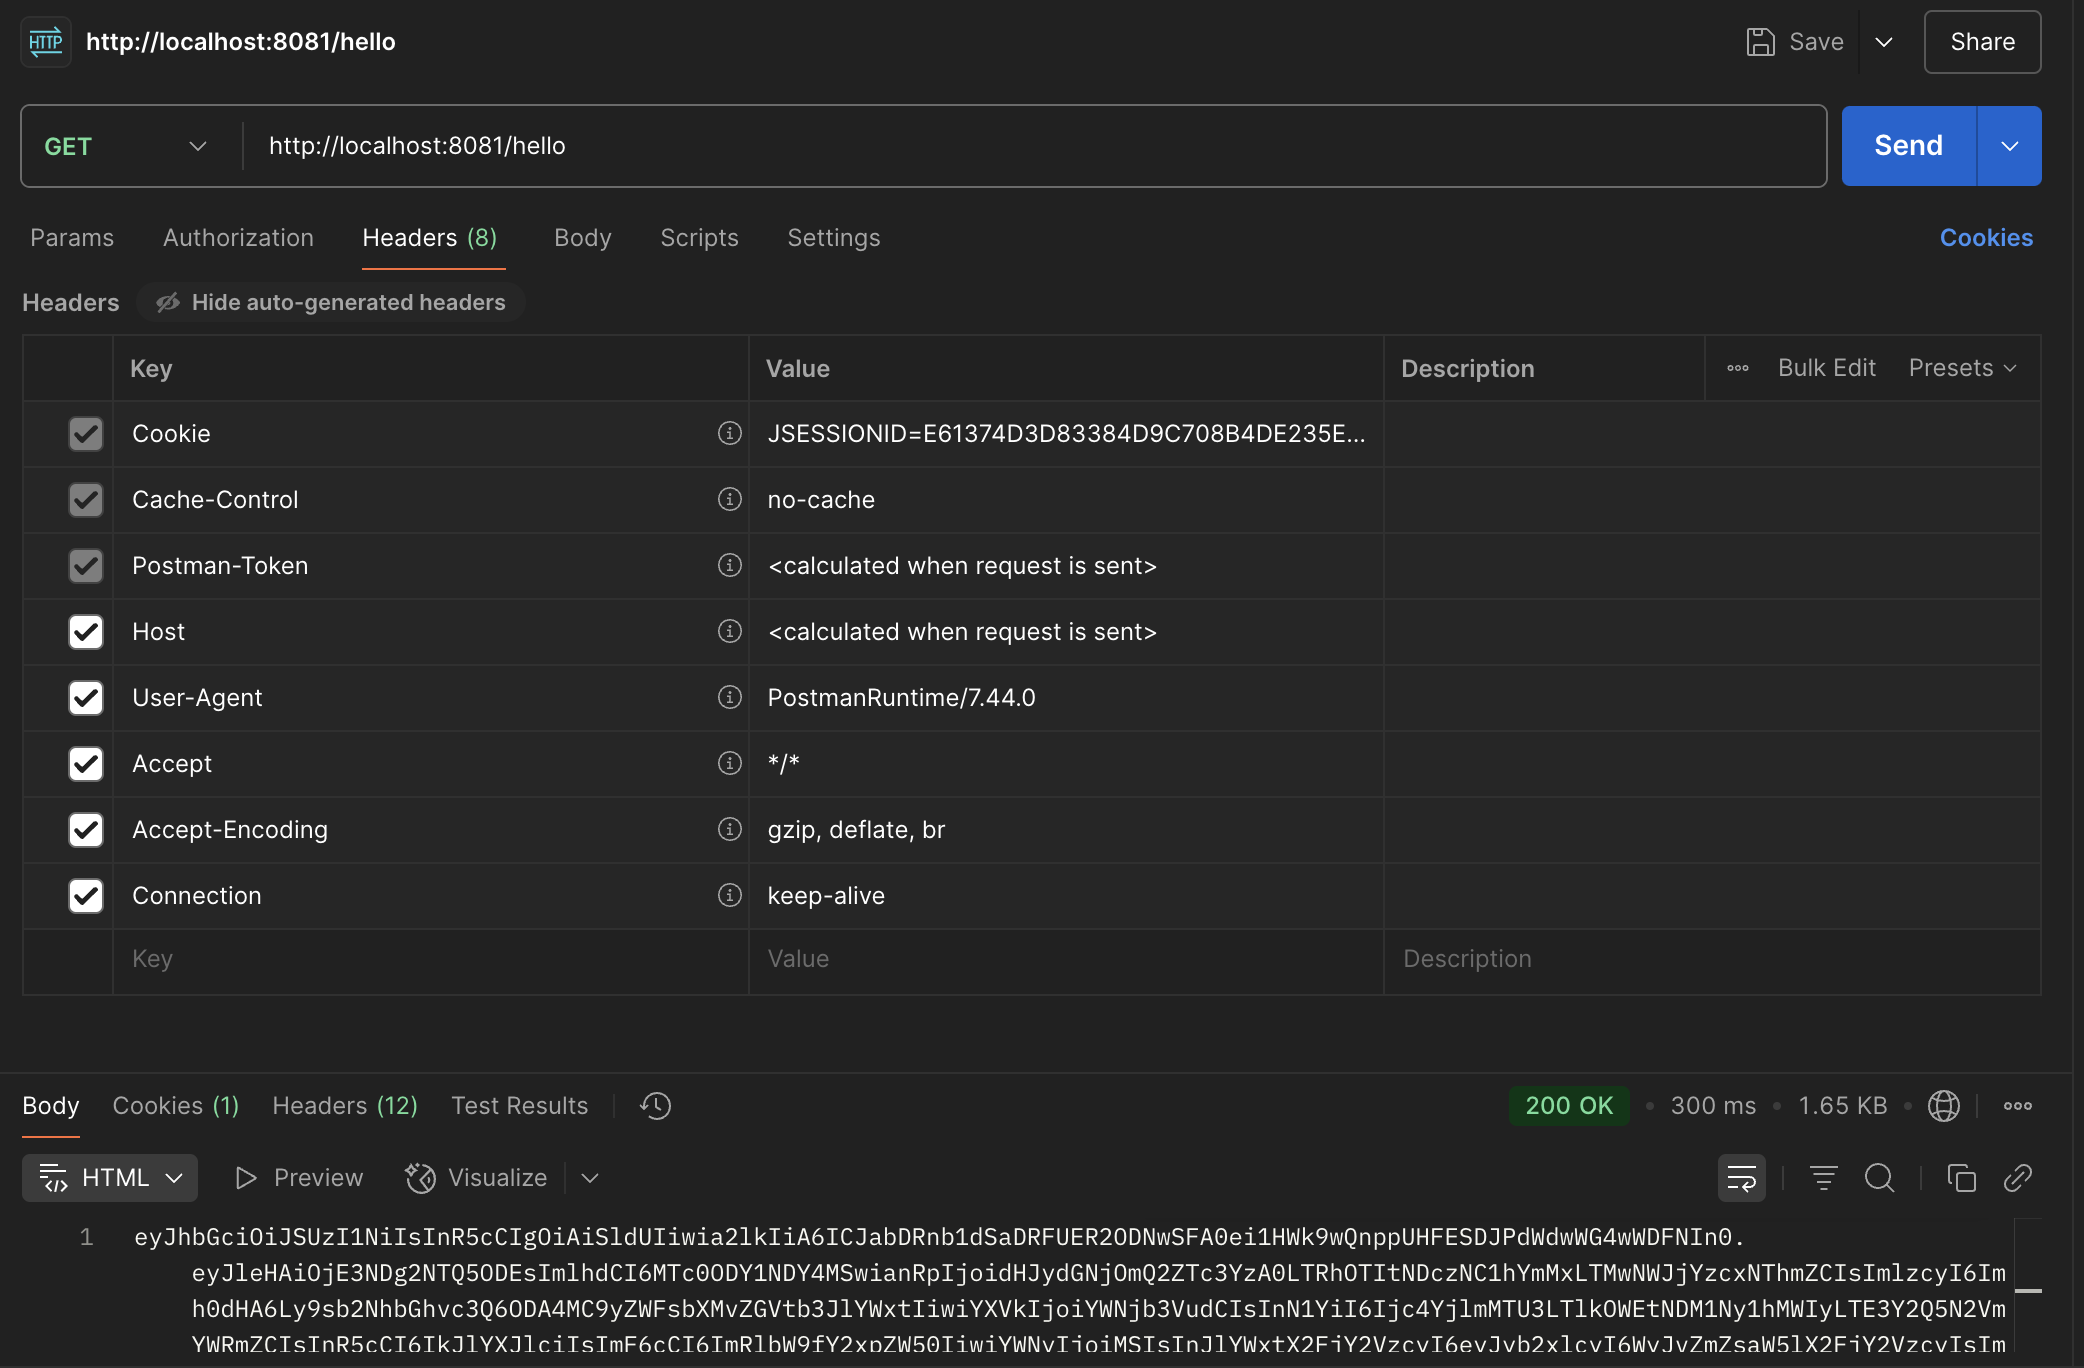 HTTP http://localhost:8081/hello Save Share
GET http://localhost:8081/hello Send
Params Authorization Headers (8) Body Scripts Settings Cookies
Headers Hide auto-generated headers
Key Value Description Bulk Edit Presets
Cookie JSESSIONID=E61374D3D83384D9C708B4DE235E...
Cache-Control no-cache
Postman-Token <calculated when request is sent>
Host <calculated when request is sent>
User-Agent PostmanRuntime/7.44.0
Accept */*
Accept-Encoding gzip, deflate, br
Connection keep-alive
Key Value Description
Body Cookies (1) Headers (12) Test Results 200 OK • 300 ms • 1.65 KB •
HTML Preview Visualize
1 eyJhbGciOiJSUzI1NiIsInR5cCIgOiAiSldUIiwia2lkIiA6ICJabDRnb1dSaDRFUER2ODNwSFA0ei1HWk9wQnppUHFESDJPdWdwWG4wWDFNIn0.
eyJleHAiOjE3NDg2NTQ5ODEsImlhdCI6MTc0ODY1NDY4MSwianRpIjoidHJydGNjOmQ2ZTc3YzA0LTRhOTItNDczNC1hYmMxLTMwNWJjYzcxNThmZCIsImlzcyI6Im
h0dHA6Ly9sb2NhbGhvc3Q6ODA4MC9yZWFsbXMvZGVtb3JlYWxtIiwiYXVkIjoiYWNjb3VudCIsInN1YiI6Ijc4YjlmMTU3LTlkOWEtNDM1Ny1hMWIyLTE3Y2Q5N2Vm
YWRmZCIsInR5cCI6IkJlYXJlciIsImF6cCI6ImRlbW9fY2xpZW50IiwiYWNyIjoiMSIsInJlYWxtX2FjY2VzcyI6eyJyb2xlcyI6WyJvZmZsaW5lX2FjY2VzcyIsIm